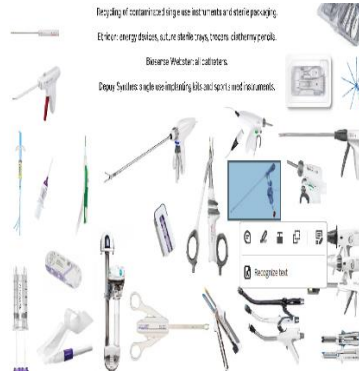 Recycling of contaminated single use instruments and sterile packaging.
Ethicon: energy devices, suture sterile trays, trocars, diathermy pencils.
Biosense Webster: all catheters.
Depuy Synthes: single use implanting kits and sports med instruments.
Recognize text